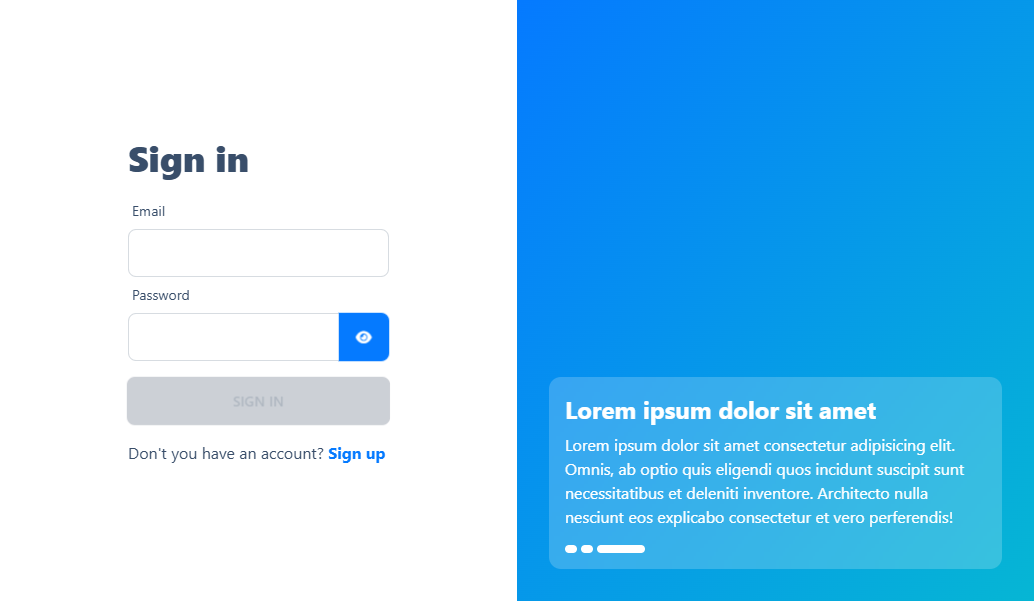 Sign in
Email
Password
SIGN IN
Don't you have an account? Sign up
Lorem ipsum dolor sit amet
Lorem ipsum dolor sit amet consectetur adipisicing elit.
Omnis, ab optio quis eligendi quos incidunt suscipit sunt
necessitatibus et deleniti inventore. Architecto nulla
nesciunt eos explicabo consectetur et vero perferendis!